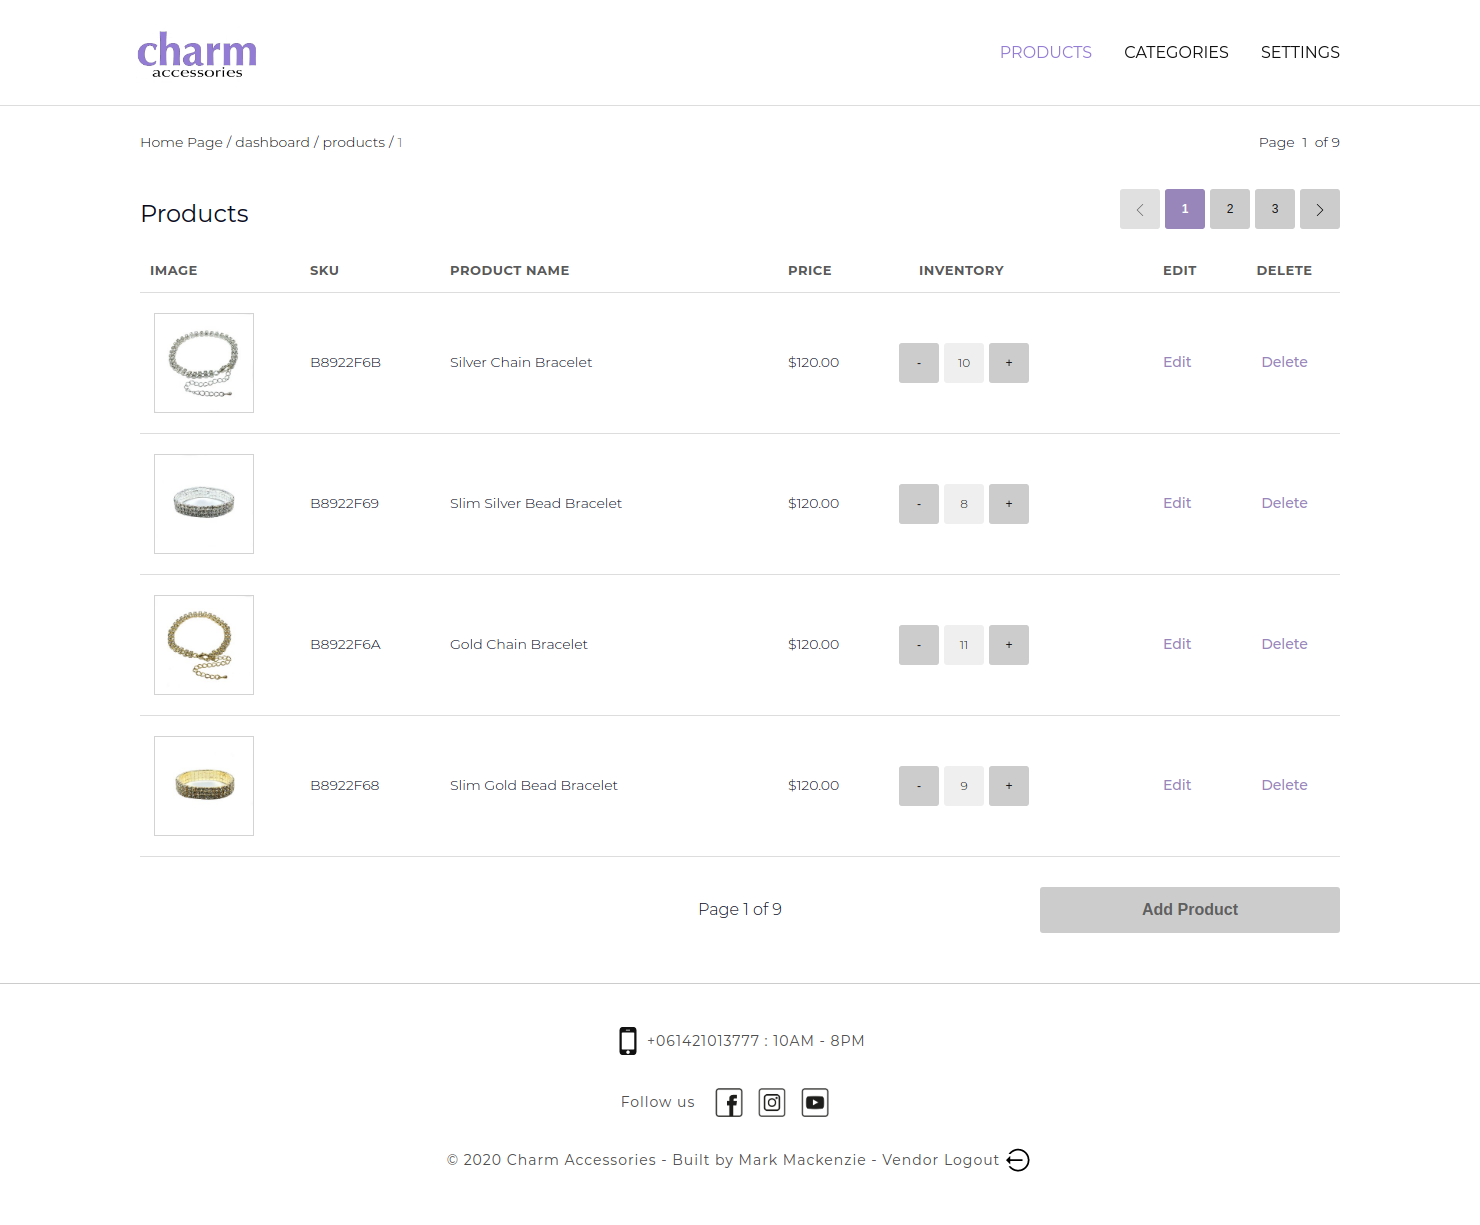 charm
accessories
PRODUCTS CATEGORIES SETTINGS
Home Page / dashboard / products / 1
Page 1 of 9
Products
1 2 3
IMAGE SKU PRODUCT NAME PRICE INVENTORY EDIT DELETE
B8922F6B Silver Chain Bracelet $120.00 - 10 + Edit Delete
B8922F69 Slim Silver Bead Bracelet $120.00 - 8 + Edit Delete
B8922F6A Gold Chain Bracelet $120.00 - 11 + Edit Delete
B8922F68 Slim Gold Bead Bracelet $120.00 - 9 + Edit Delete
Page 1 of 9
Add Product
+061421013777 : 10AM - 8PM
Follow us
© 2020 Charm Accessories - Built by Mark Mackenzie - Vendor Logout